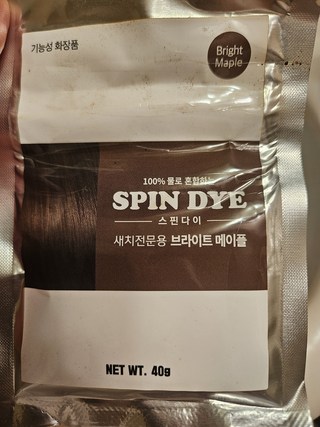 기능성 화장품
Bright
Maple
100% 물로 혼합하는
SPIN DYE
스핀다이
새치전문용 브라이트 메이플
NET WT. 40g